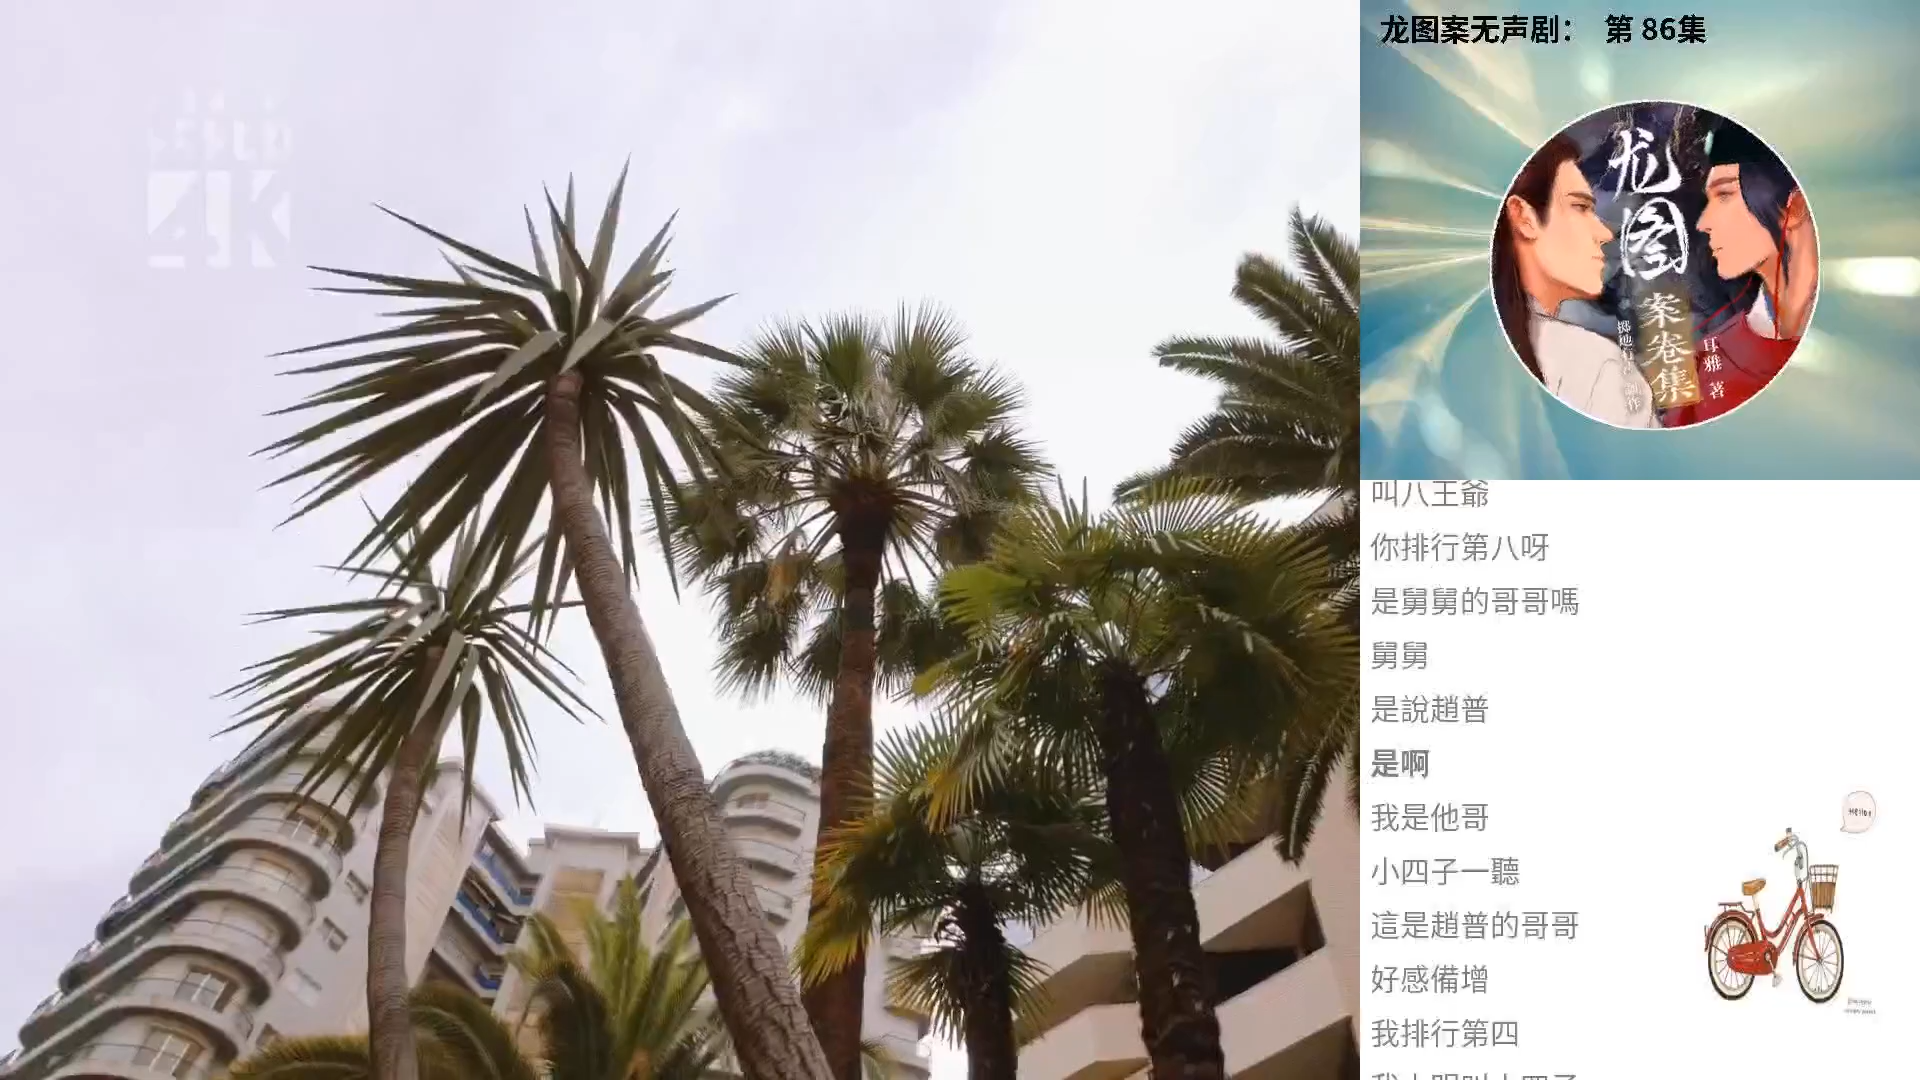 4K
龙图案无声剧： 第 86集
龙图
案卷集
耳雅 著
叫八王爺
你排行第八呀
是舅舅的哥哥嗎
舅舅
是說趙普
是啊
我是他哥
小四子一聽
這是趙普的哥哥
好感備增
我排行第四
Hello!